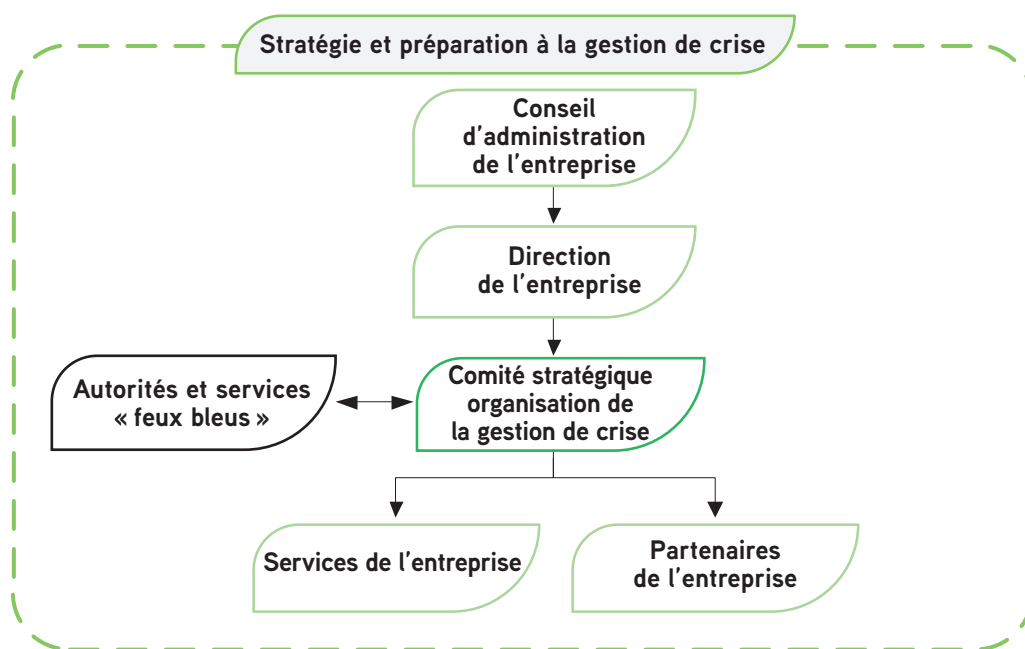 Stratégie et préparation à la gestion de crise
Conseil
d'administration
de l'entreprise
Direction
de l'entreprise
Autorités et services
« feux bleus »
Comité stratégique
organisation de
la gestion de crise
Services de l'entreprise
Partenaires
de l'entreprise